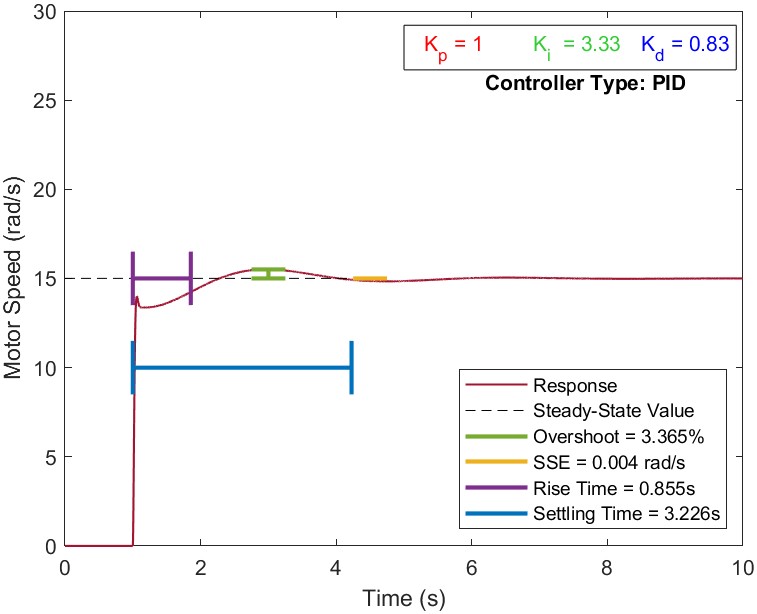 30
25
20
15
10
5
0
Motor Speed (rad/s)
Kp = 1 Ki = 3.33 Kd = 0.83
Controller Type: PID
Response
Steady-State Value
Overshoot = 3.365%
SSE = 0.004 rad/s
Rise Time = 0.855s
Settling Time = 3.226s
0 2 4 6 8 10
Time (s)